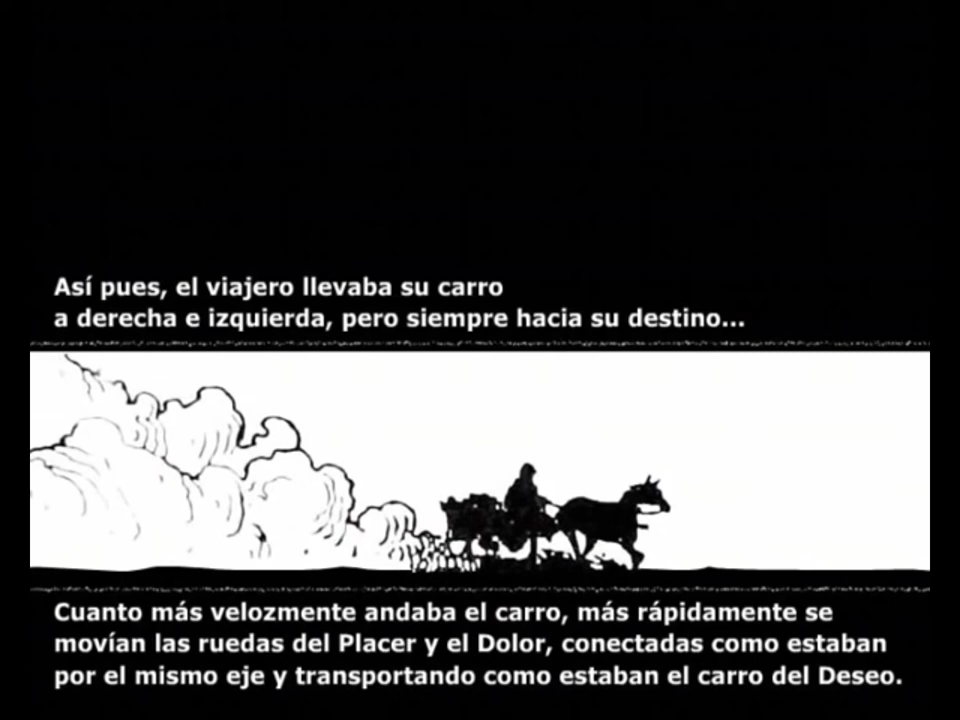 Así pues, el viajero llevaba su carro
a derecha e izquierda, pero siempre hacia su destino...
Cuanto más velozmente andaba el carro, más rápidamente se
movían las ruedas del Placer y el Dolor, conectadas como estaban
por el mismo eje y transportando como estaban el carro del Deseo.